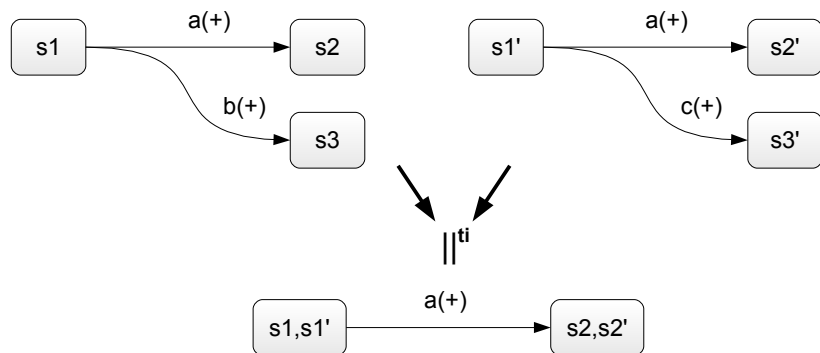 a(+) a(+)
s1 s2 s1' s2'
b(+) c(+)
s3 s3'
||ti
a(+)
s1,s1' s2,s2'